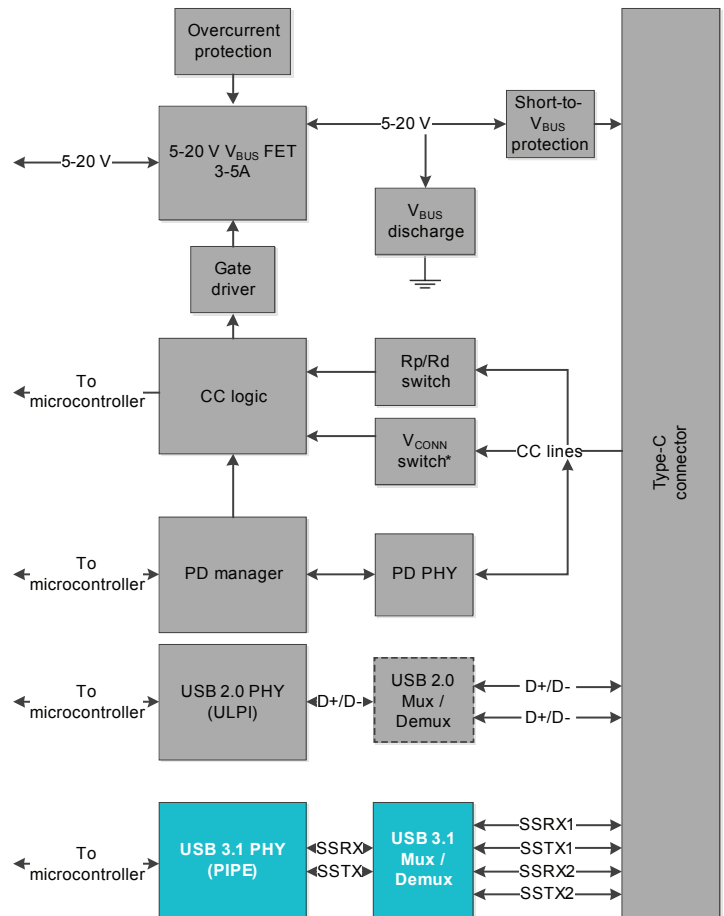 Overcurrent
protection
5-20 V
5-20 V VBUS FET
3-5A
5-20 V
Short-to-
VBUS
protection
VBUS
discharge
Gate
driver
To
microcontroller
CC logic
Rp/Rd
switch
VCONN
switch*
CC lines
Type-C
connector
To
microcontroller
PD manager
PD PHY
To
microcontroller
USB 2.0 PHY
(ULPI)
D+/D-
USB 2.0
Mux /
Demux
D+/D-
D+/D-
To
microcontroller
USB 3.1 PHY
(PIPE)
SSRX
SSTX
USB 3.1
Mux /
Demux
SSRX1
SSTX1
SSRX2
SSTX2